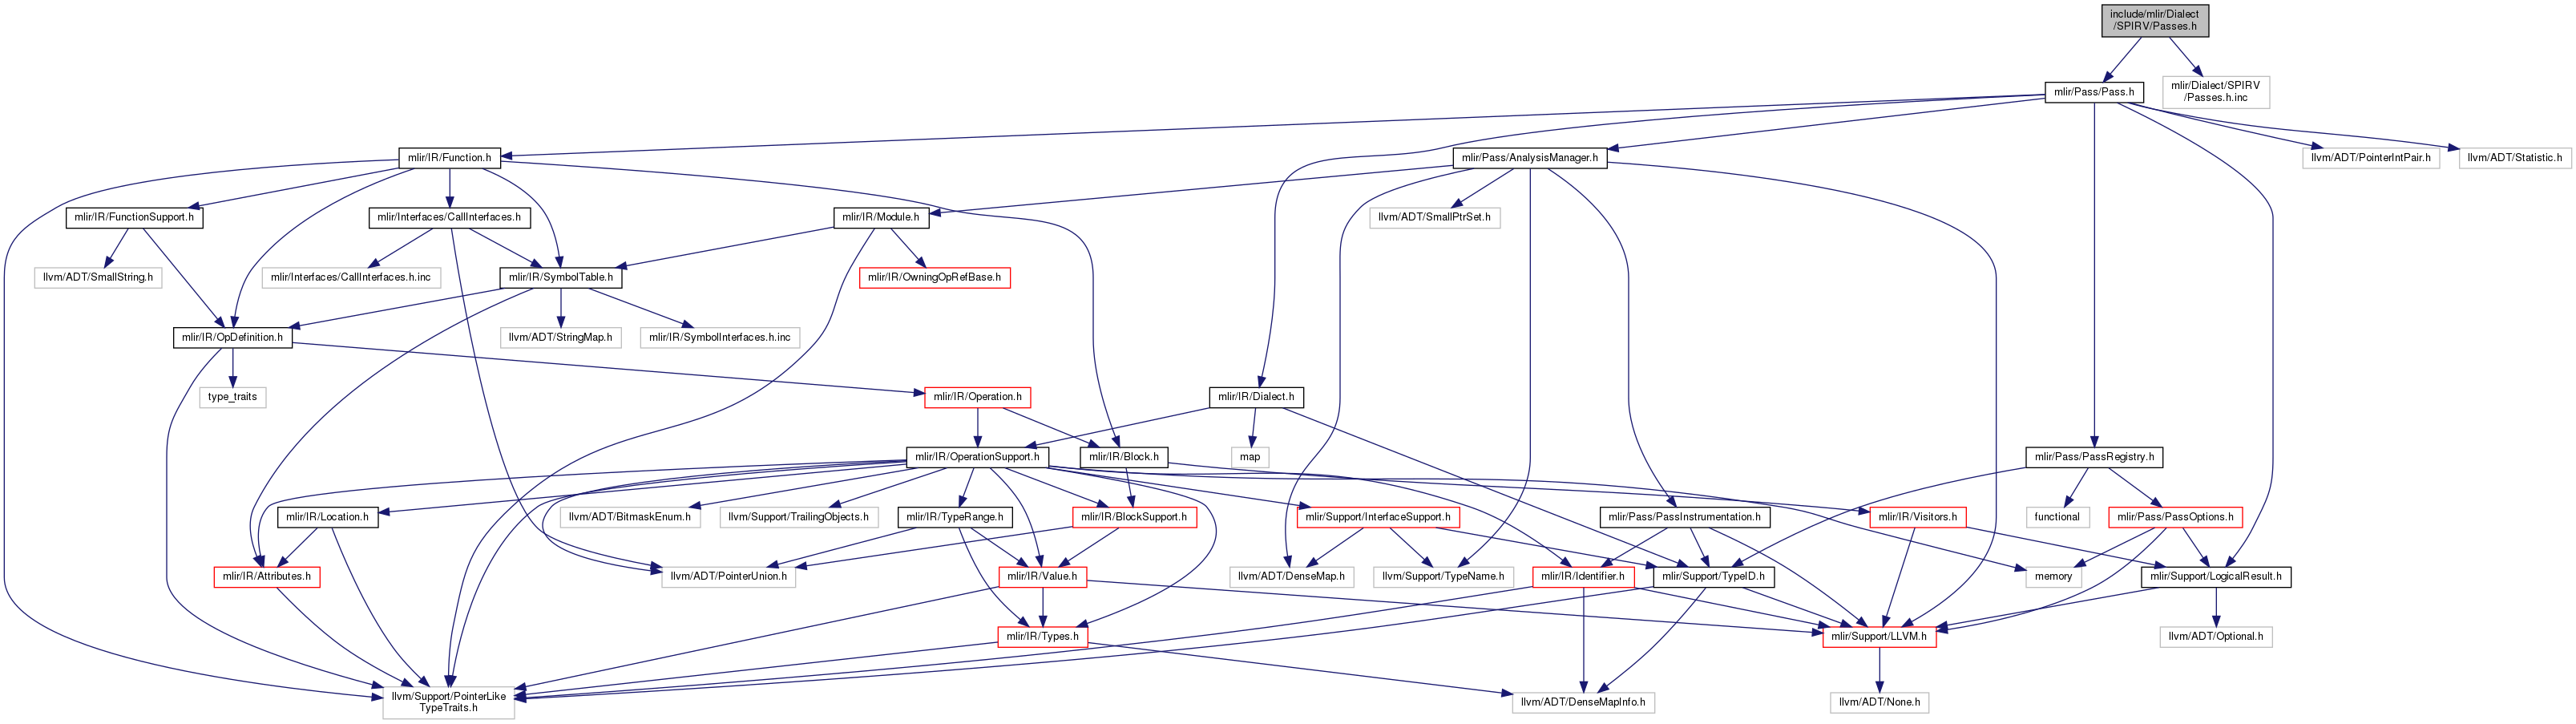 include/mlir/Dialect
/SPIRV/Passes.h
mlir/Pass/Pass.h
mlir/Dialect/SPIRV
/Passes.h.inc
mlir/IR/Function.h
mlir/Pass/AnalysisManager.h
llvm/ADT/PointerIntPair.h
llvm/ADT/Statistic.h
mlir/IR/FunctionSupport.h
mlir/Interfaces/CallInterfaces.h
mlir/IR/Module.h
llvm/ADT/SmallPtrSet.h
llvm/ADT/SmallString.h
mlir/Interfaces/CallInterfaces.h.inc
mlir/IR/SymbolTable.h
mlir/IR/OwningOpRefBase.h
mlir/IR/OpDefinition.h
llvm/ADT/StringMap.h
mlir/IR/SymbolInterfaces.h.inc
type_traits
mlir/IR/Operation.h
mlir/IR/Dialect.h
mlir/IR/OperationSupport.h
mlir/IR/Block.h
map
mlir/Pass/PassRegistry.h
mlir/IR/Location.h
llvm/ADT/BitmaskEnum.h
llvm/Support/TrailingObjects.h
mlir/IR/TypeRange.h
mlir/IR/BlockSupport.h
mlir/Support/InterfaceSupport.h
mlir/Pass/PassInstrumentation.h
mlir/IR/Visitors.h
functional
mlir/Pass/PassOptions.h
mlir/IR/Attributes.h
llvm/ADT/PointerUnion.h
mlir/IR/Value.h
llvm/ADT/DenseMap.h
llvm/Support/TypeName.h
mlir/IR/Identifier.h
mlir/Support/TypeID.h
memory
mlir/Support/LogicalResult.h
mlir/IR/Types.h
mlir/Support/LLVM.h
llvm/ADT/Optional.h
llvm/Support/PointerLike
TypeTraits.h
llvm/ADT/DenseMapInfo.h
llvm/ADT/None.h